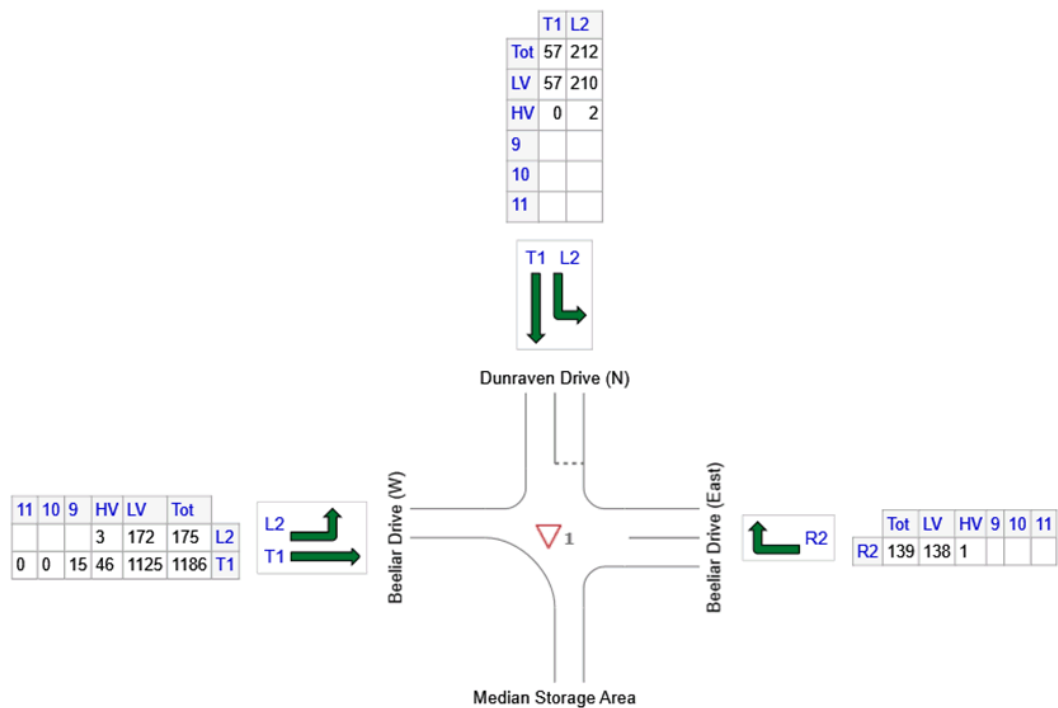 T1 L2
Tot 57 212
LV 57 210
HV 0 2
9
10
11
T1 L2
Dunraven Drive (N)
Beeliar Drive (W)
Beeliar Drive (East)
11 10 9 HV LV Tot
3 172 175 L2
0 0 15 46 1125 1186 T1
L2
T1
1
R2
Tot LV HV 9 10 11
R2 139 138 1
Median Storage Area